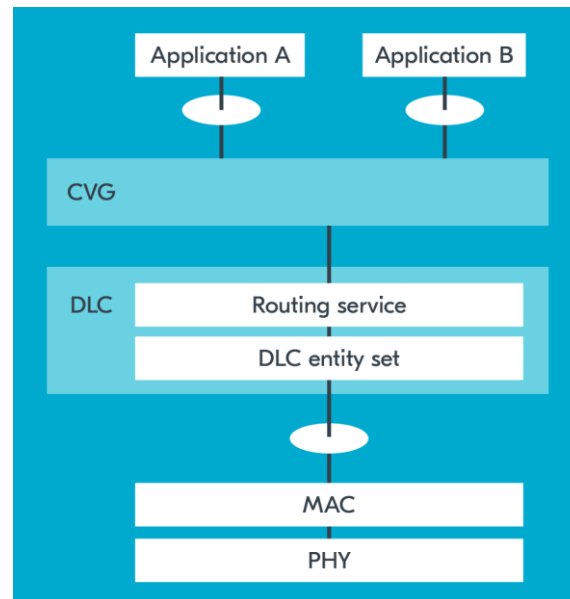 Application A
Application B
CVG
DLC
Routing service
DLC entity set
MAC
PHY